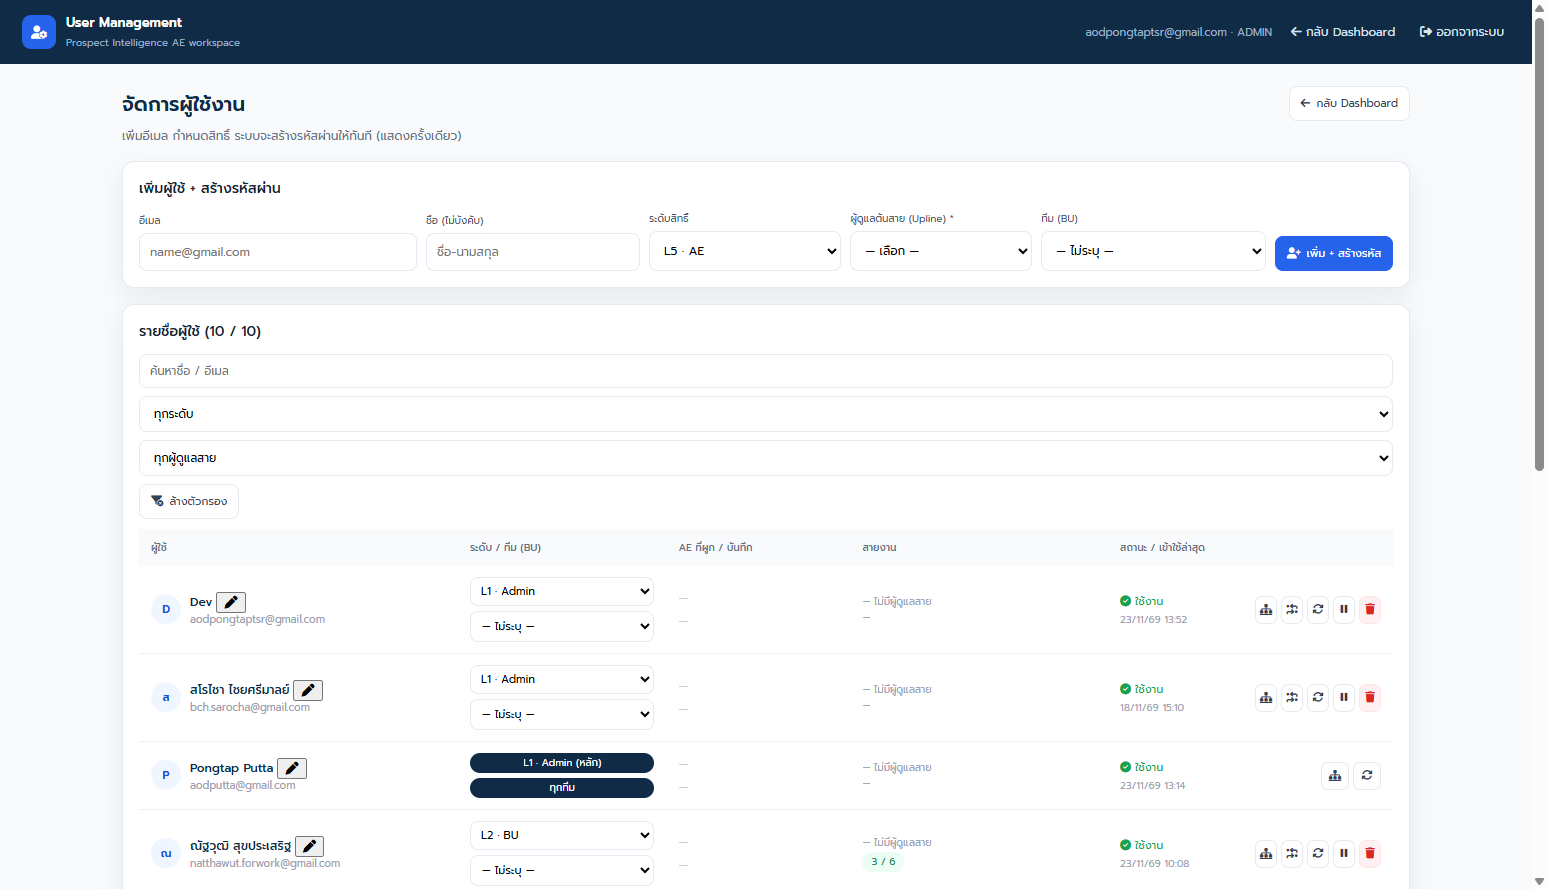 User Management
Prospect Intelligence AE workspace
aodpongtaptsr@gmail.com · ADMIN
กลับ Dashboard
ออกจากระบบ
จัดการผู้ใช้งาน
เพิ่มอีเมล กำหนดสิทธิ์ ระบบจะสร้างรหัสผ่านให้ทันที (แสดงครั้งเดียว)
กลับ Dashboard
เพิ่มผู้ใช้ + สร้างรหัสผ่าน
อีเมล
ชื่อ (ไม่บังคับ)
ระดับสิทธิ์
ผู้ดูแลต้นสาย (Upline) *
ทีม (BU)
name@gmail.com
ชื่อ-นามสกุล
L5 · AE
— เลือก —
— ไม่ระบุ —
เพิ่ม + สร้างรหัส
รายชื่อผู้ใช้ (10 / 10)
ค้นหาชื่อ / อีเมล
ทุกระดับ
ทุกผู้ดูแลสาย
ล้างตัวกรอง
ผู้ใช้
ระดับ / ทีม (BU)
AE ที่ผูก / บันทึก
สายงาน
สถานะ / เข้าใช้ล่าสุด
D
Dev
aodpongtaptsr@gmail.com
L1 · Admin
— ไม่ระบุ —
—
—
— ไม่มีผู้ดูแลสาย
—
ใช้งาน
23/11/69 13:52
ส
สโรไชา ไชยศรีมาลย์
bch.sarocha@gmail.com
L1 · Admin
— ไม่ระบุ —
—
—
— ไม่มีผู้ดูแลสาย
—
ใช้งาน
18/11/69 15:10
P
Pongtap Putta
aodputta@gmail.com
L1 · Admin (หลัก)
ทุกทีม
—
—
— ไม่มีผู้ดูแลสาย
—
ใช้งาน
23/11/69 13:14
ณ
ณัฐวุฒิ สุขประเสริฐ
natthawut.forwork@gmail.com
L2 · BU
— ไม่ระบุ —
—
—
— ไม่มีผู้ดูแลสาย
3 / 6
ใช้งาน
23/11/69 10:08